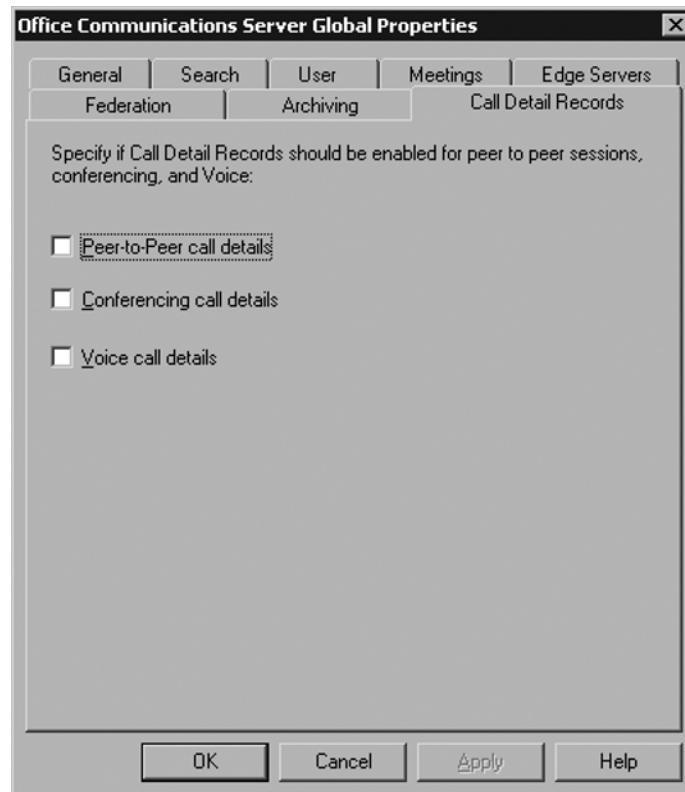 Office Communications Server Global Properties
General Search User Meetings Edge Servers
Federation Archiving Call Detail Records
Specify if Call Detail Records should be enabled for peer to peer sessions,
conferencing, and Voice:
Peer-to-Peer call details
Conferencing call details
Voice call details
OK Cancel Apply Help